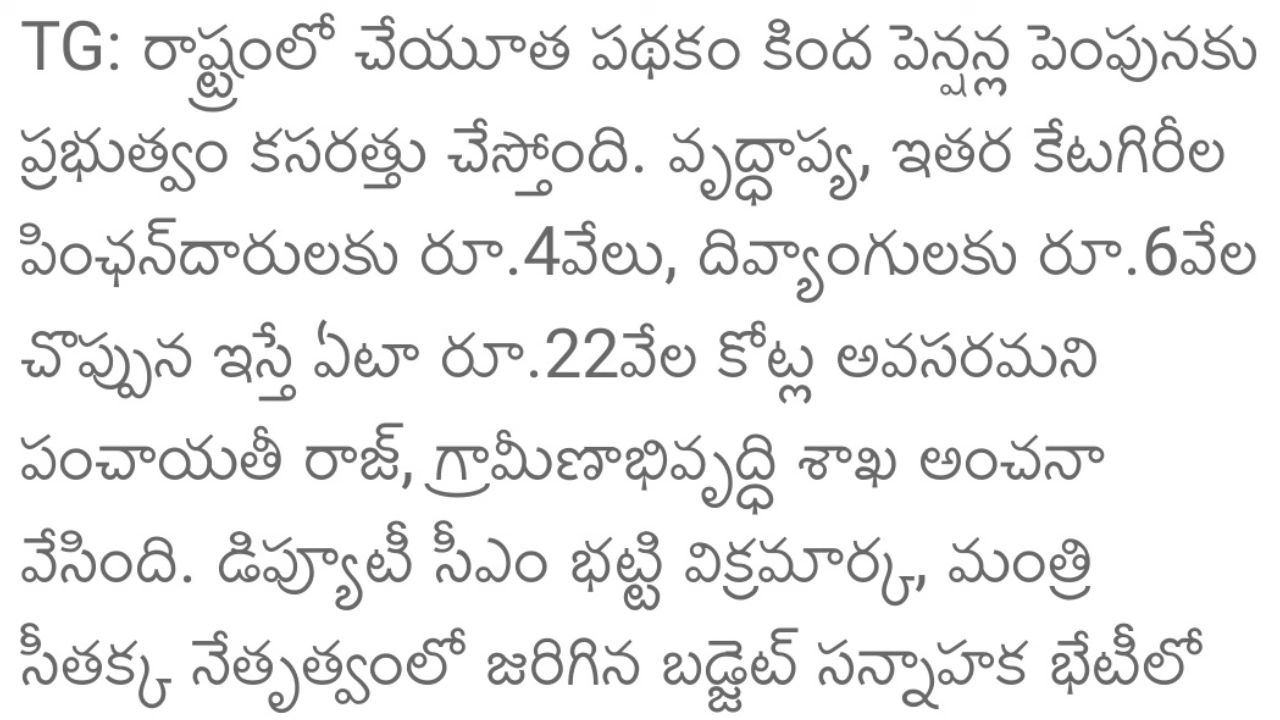 TG: రాష్ట్రంలో చేయూత పథకం కింద పెన్షన్ల పెంపునకు
ప్రభుత్వం కసరత్తు చేస్తోంది. వృద్ధాప్య, ఇతర కేటగిరీల
పింఛన్‌దారులకు రూ.4వేలు, దివ్యాంగులకు రూ.6వేల
చొప్పున ఇస్తే ఏటా రూ.22వేల కోట్ల అవసరమని
పంచాయతీ రాజ్, గ్రామీణాభివృద్ధి శాఖ అంచనా
వేసింది. డిప్యూటీ సీఎం భట్టి విక్రమార్క, మంత్రి
సీతక్క నేతృత్వంలో జరిగిన బడ్జెట్ సన్నాహక భేటీలో